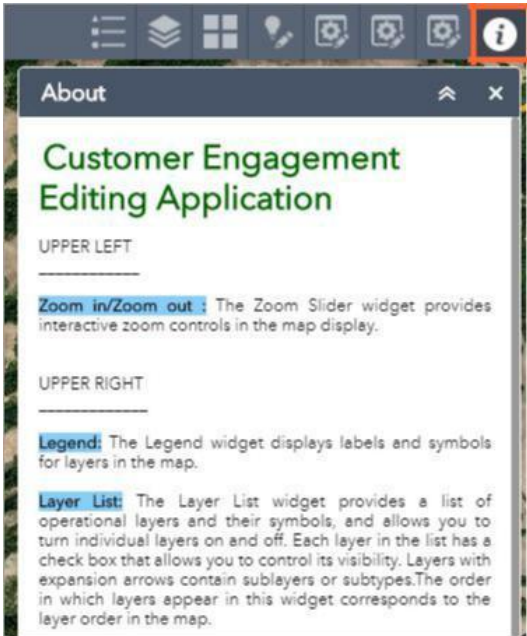 About
Customer Engagement
Editing Application
UPPER LEFT
____________
Zoom in/Zoom out : The Zoom Slider widget provides
interactive zoom controls in the map display.
UPPER RIGHT
_____________
Legend: The Legend widget displays labels and symbols
for layers in the map.
Layer List: The Layer List widget provides a list of
operational layers and their symbols, and allows you to
turn individual layers on and off. Each layer in the list has a
check box that allows you to control its visibility. Layers with
expansion arrows contain sublayers or subtypes.The order
in which layers appear in this widget corresponds to the
layer order in the map.